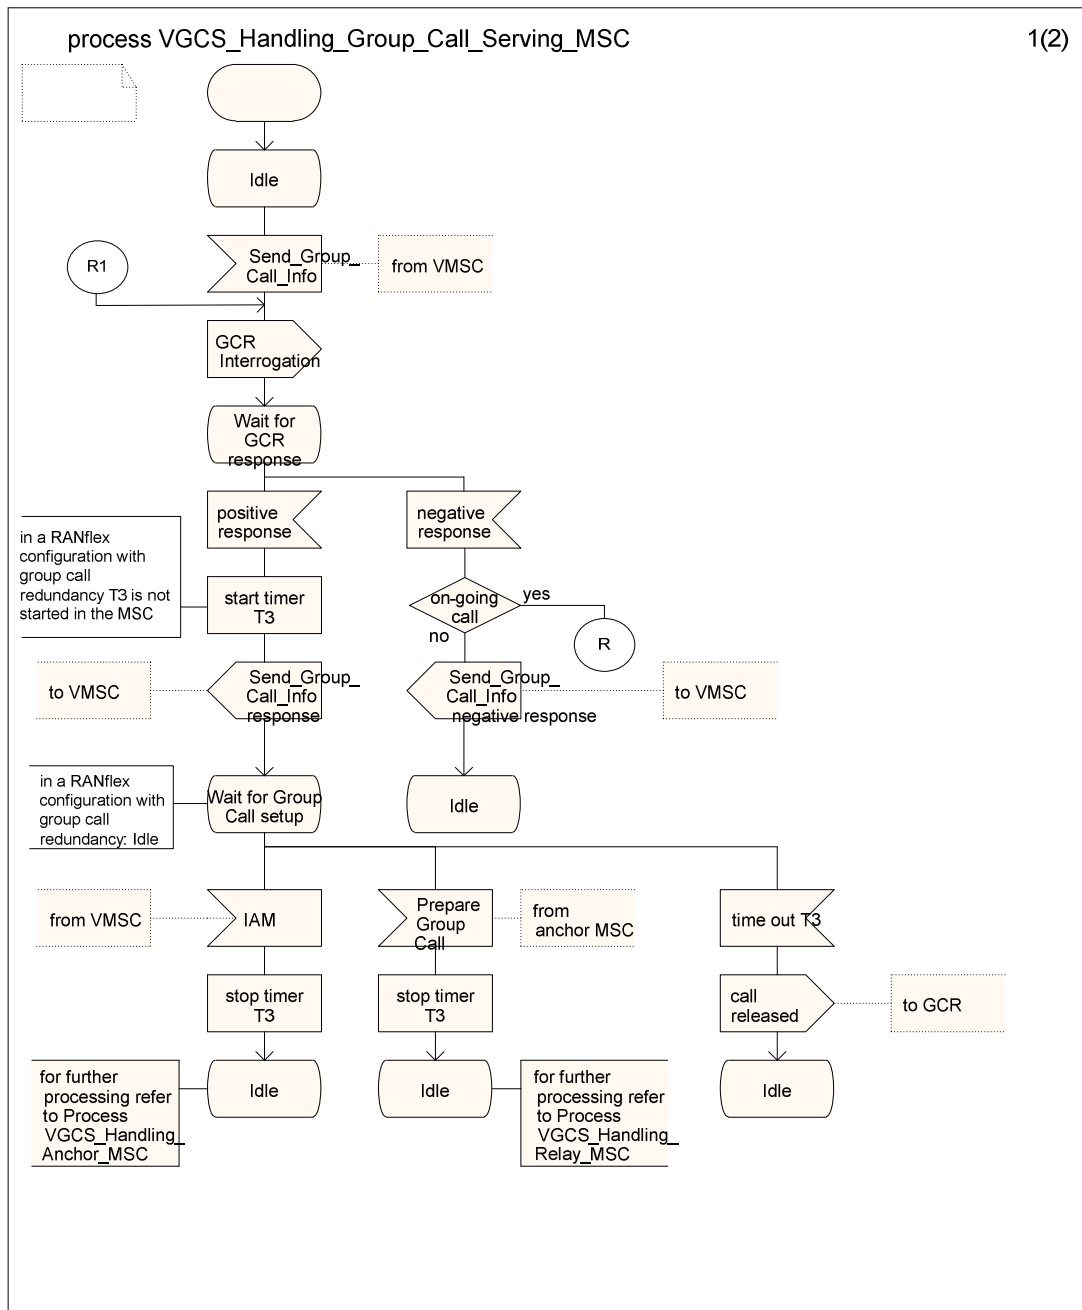 process VGCS_Handling_Group_Call_Serving_MSC
1(2)
Idle
Send_Group_
Call_Info
from VMSC
R1
GCR
Interrogation
Wait for
GCR
response
positive
response
negative
response
in a RANflex
configuration with
group call
redundancy T3 is not
started in the MSC
start timer
T3
on-going
call
yes
no
R
to VMSC
Send_Group_
Call_Info
response
Send_Group_
Call_Info
negative response
to VMSC
in a RANflex
configuration with
group call
redundancy: Idle
Wait for Group
Call setup
Idle
from VMSC
IAM
Prepare
Group
Call
from
anchor MSC
time out T3
stop timer
T3
stop timer
T3
call
released
to GCR
for further
processing refer
to Process
VGCS_Handling_
Anchor_MSC
Idle
Idle
for further
processing refer
to Process
VGCS_Handling_
Relay_MSC
Idle